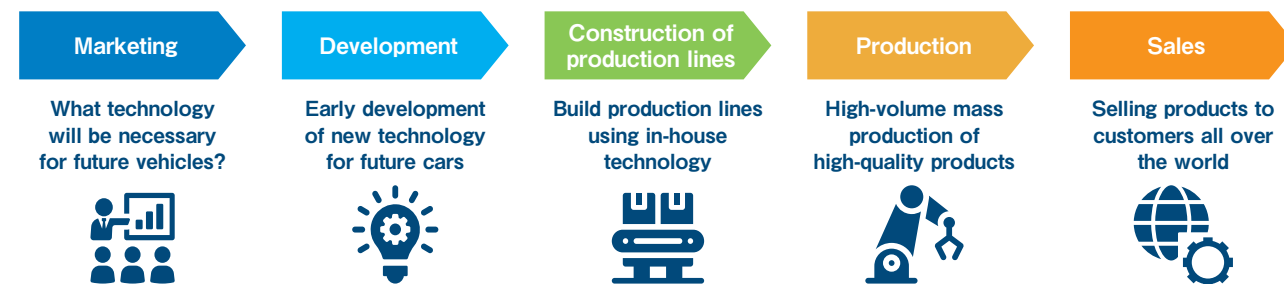 Marketing
What technology
will be necessary
for future vehicles?
Development
Early development
of new technology
for future cars
Construction of
production lines
Build production lines
using in-house
technology
Production
High-volume mass
production of
high-quality products
Sales
Selling products to
customers all over
the world